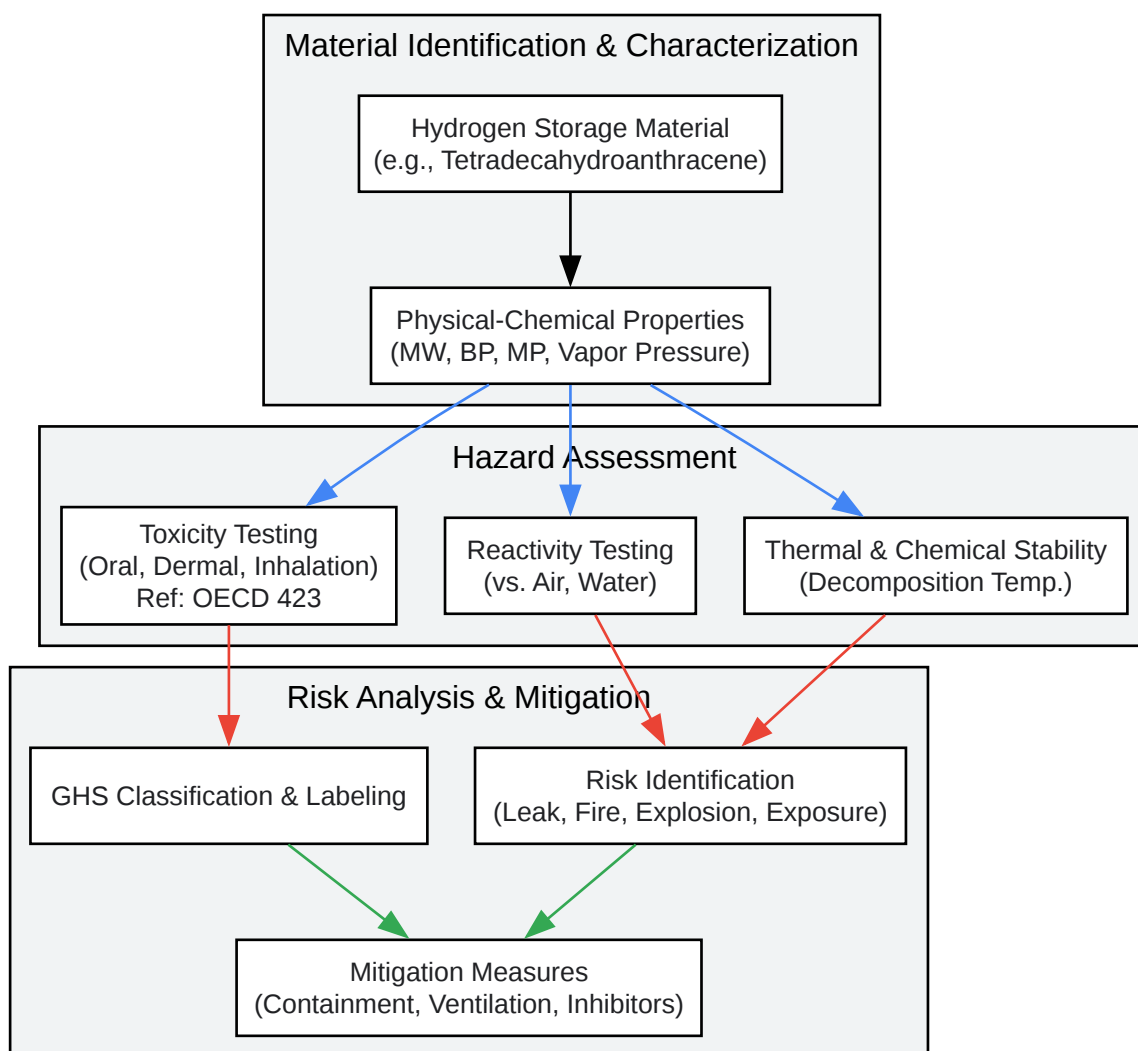 Material Identification & Characterization
Hydrogen Storage Material
(e.g., Tetradecahydroanthracene)
Physical-Chemical Properties
(MW, BP, MP, Vapor Pressure)
Hazard Assessment
Toxicity Testing
(Oral, Dermal, Inhalation)
Ref: OECD 423
Reactivity Testing
(vs. Air, Water)
Thermal & Chemical Stability
(Decomposition Temp.)
Risk Analysis & Mitigation
GHS Classification & Labeling
Risk Identification
(Leak, Fire, Explosion, Exposure)
Mitigation Measures
(Containment, Ventilation, Inhibitors)